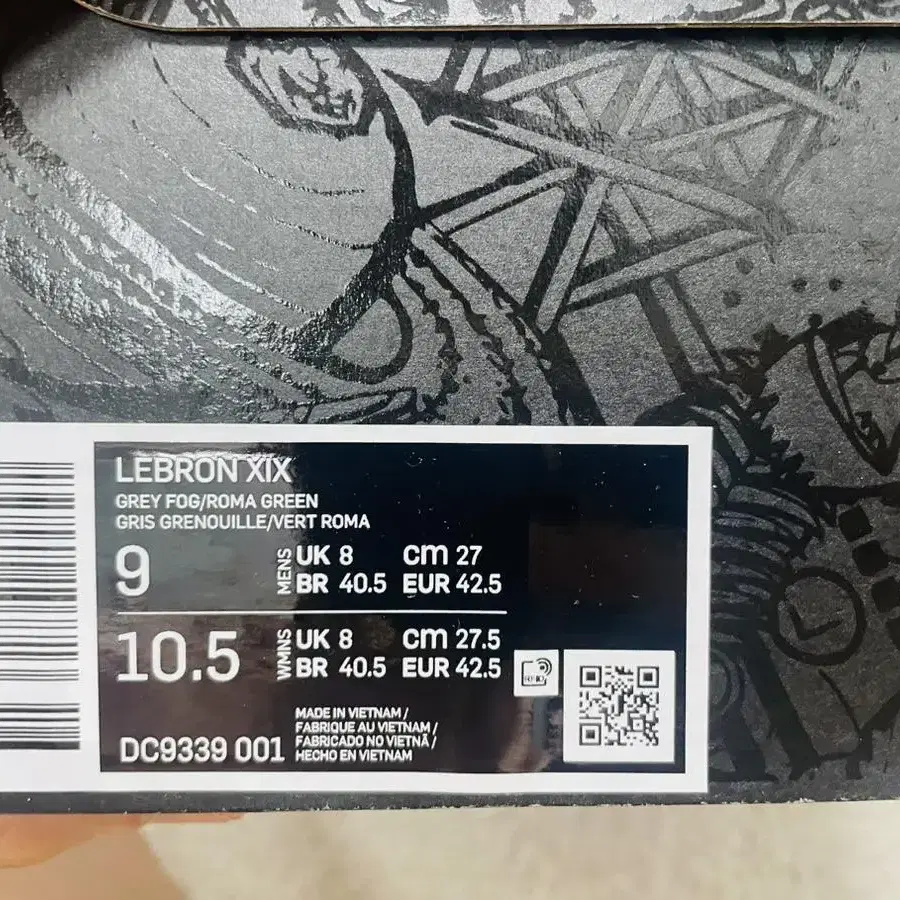 LEBRON XIX
GREY FOG/ROMA GREEN
GRIS GRENOUILLE/VERT ROMA
9 MENS UK 8 cm 27
BR 40.5 EUR 42.5
10.5 WMNS UK 8 cm 27.5
BR 40.5 EUR 42.5
DC9339 001
MADE IN VIETNAM /
FABRIQUE AU VIETNAM /
FABRICADO NO VIETNÃ /
HECHO EN VIETNAM